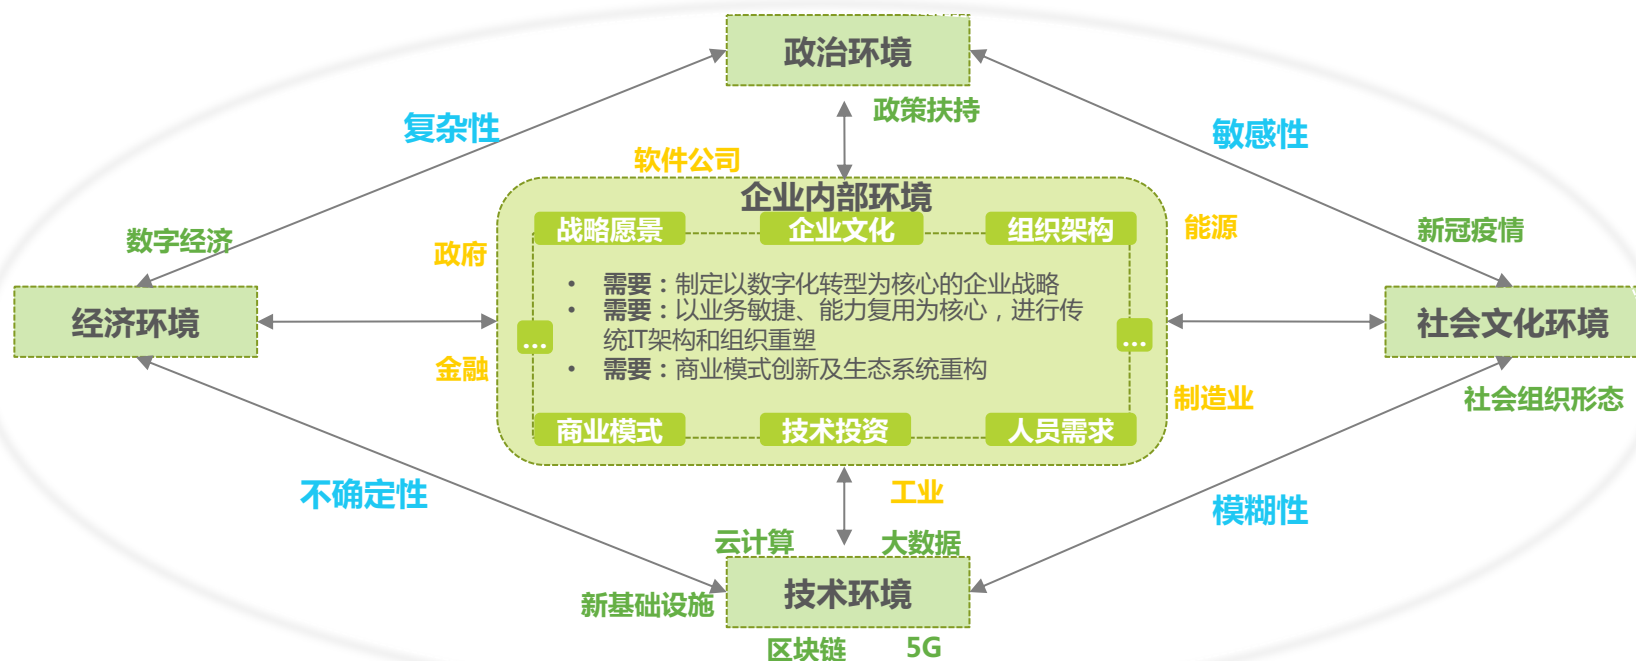 政治环境
政策扶持
复杂性
敏感性
软件公司
企业内部环境
战略愿景
企业文化
组织架构
能源
新冠疫情
数字经济
政府
• 需要：制定以数字化转型为核心的企业战略
• 需要：以业务敏捷、能力复用为核心，进行传
统IT架构和组织重塑
• 需要：商业模式创新及生态系统重构
经济环境
...
...
社会文化环境
金融
制造业
社会组织形态
商业模式
技术投资
人员需求
不确定性
工业
模糊性
云计算
大数据
新基础设施
技术环境
区块链
5G